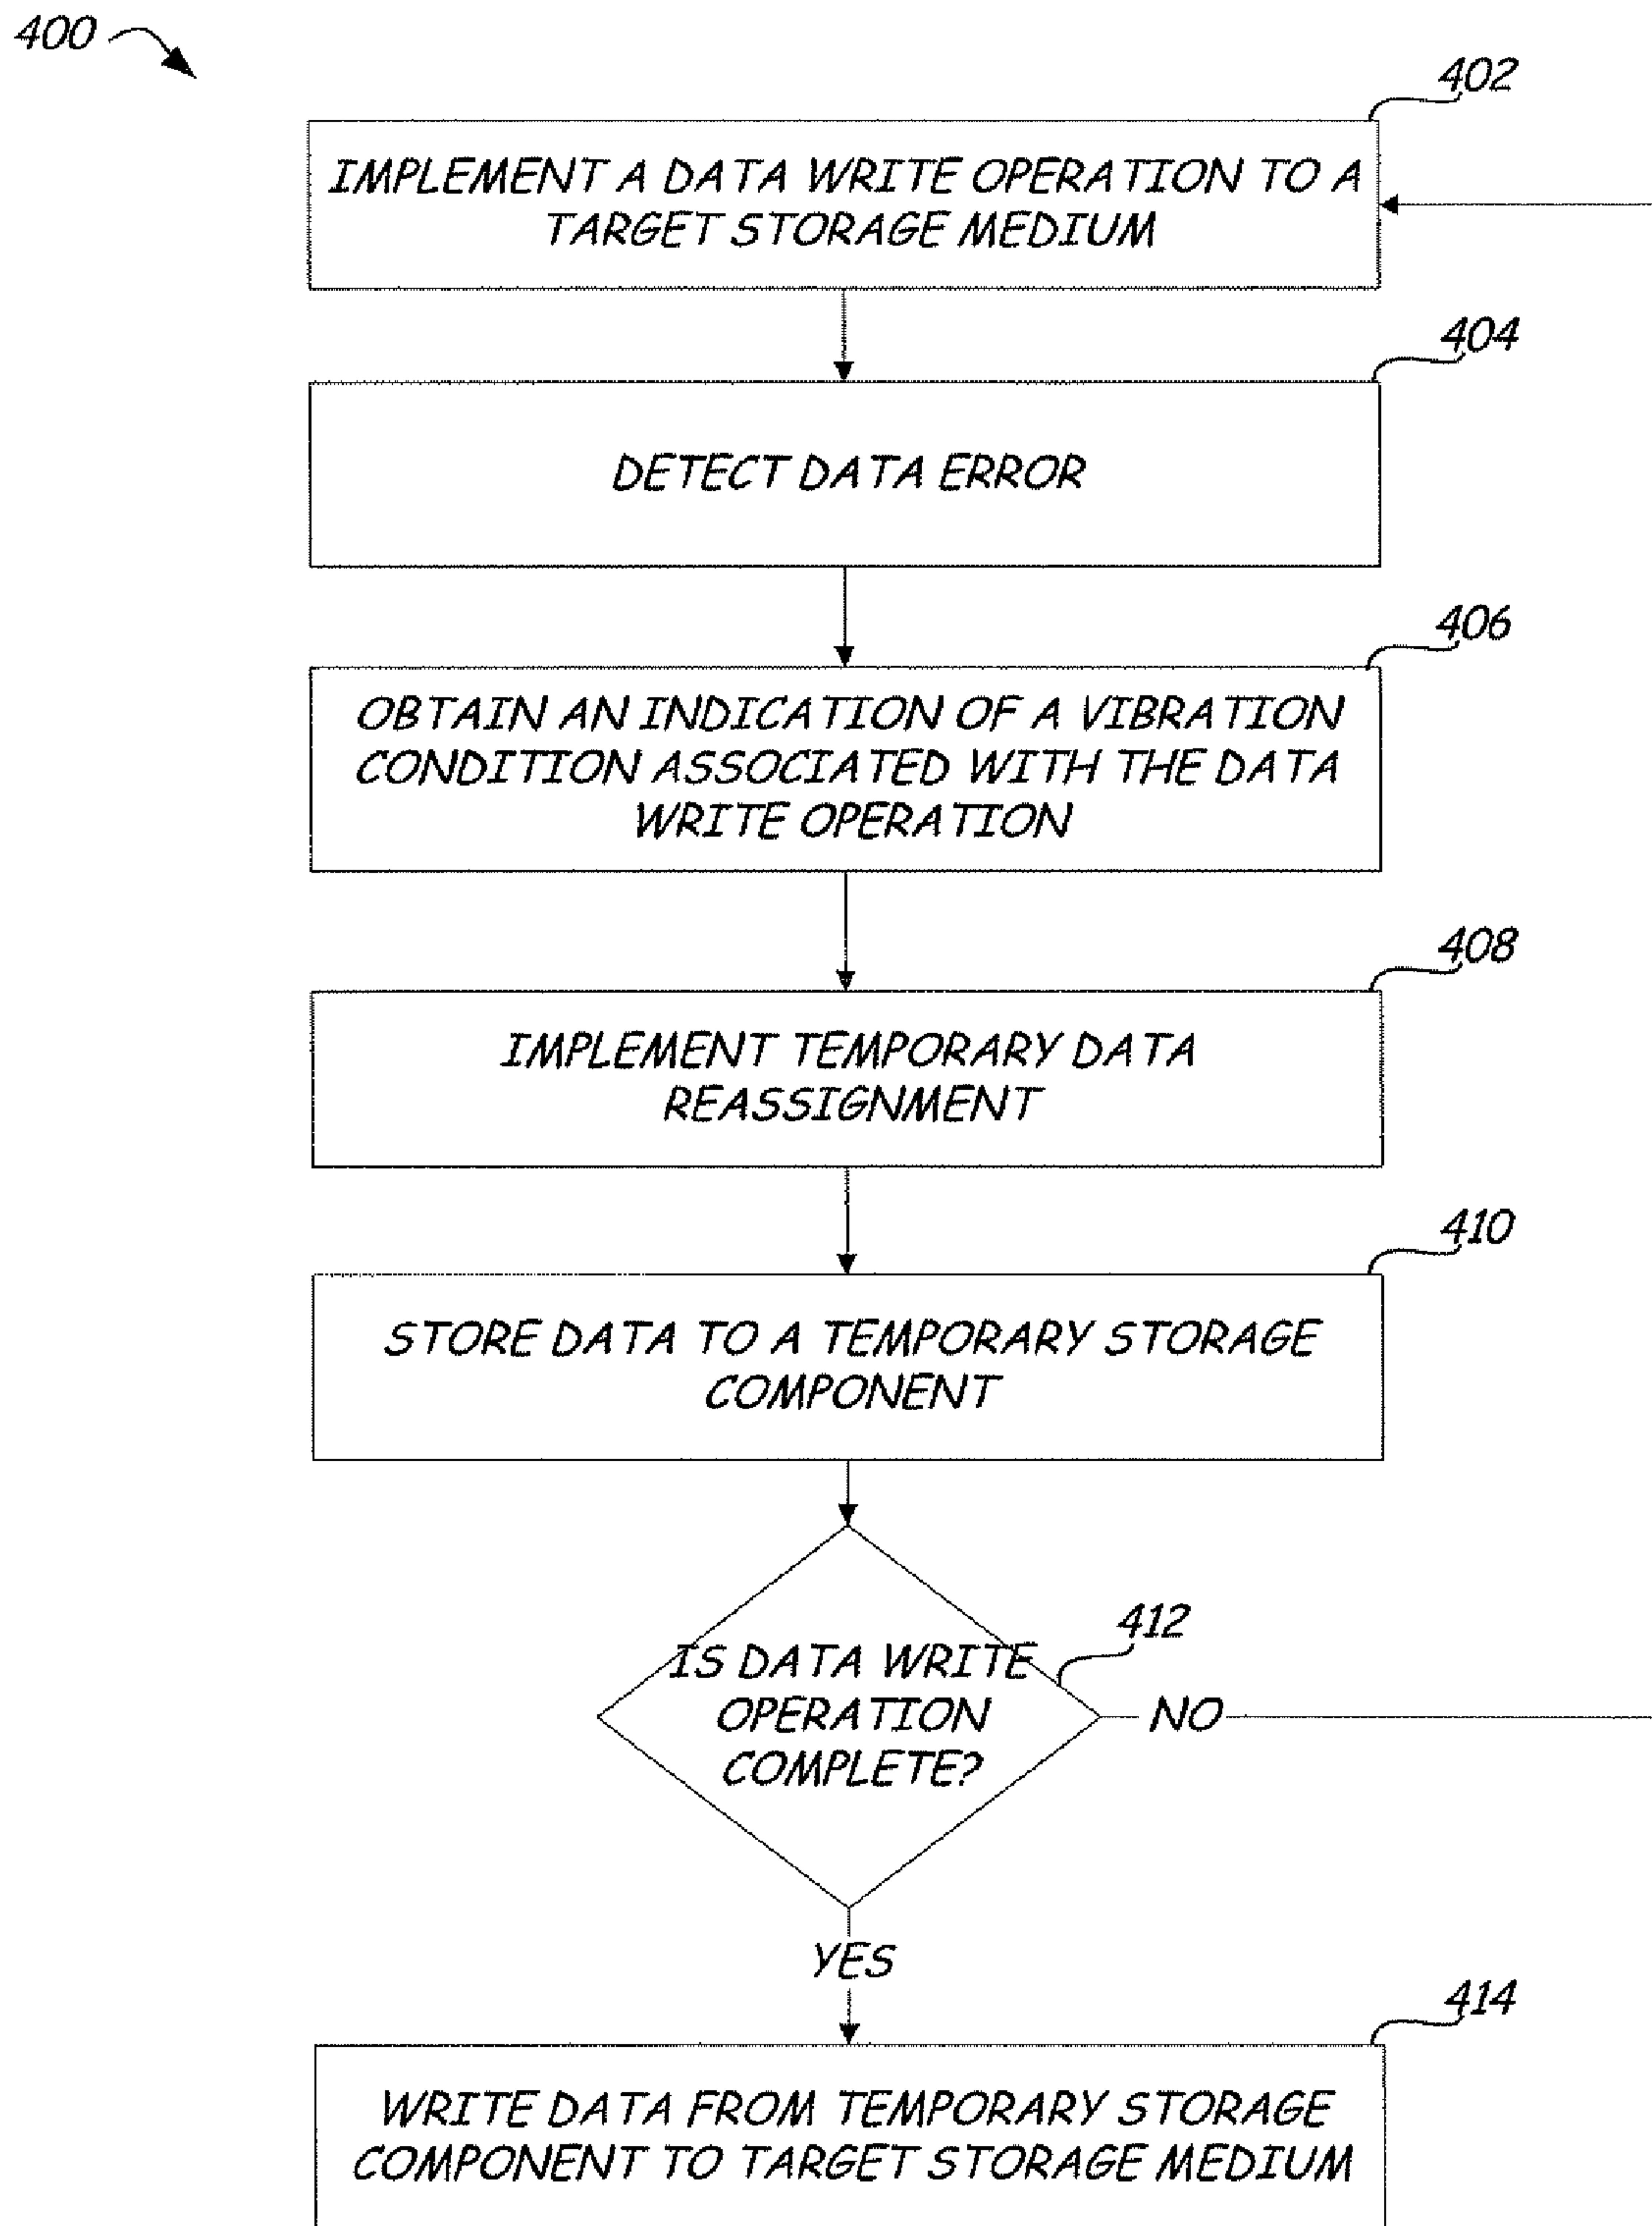 400
402
IMPLEMENT A DATA WRITE OPERATION TO A
TARGET STORAGE MEDIUM
404
DETECT DATA ERROR
406
OBTAIN AN INDICATION OF A VIBRATION
CONDITION ASSOCIATED WITH THE DATA
WRITE OPERATION
408
IMPLEMENT TEMPORARY DATA
REASSIGNMENT
410
STORE DATA TO A TEMPORARY STORAGE
COMPONENT
412
IS DATA WRITE
OPERATION
COMPLETE?
NO
YES
414
WRITE DATA FROM TEMPORARY STORAGE
COMPONENT TO TARGET STORAGE MEDIUM